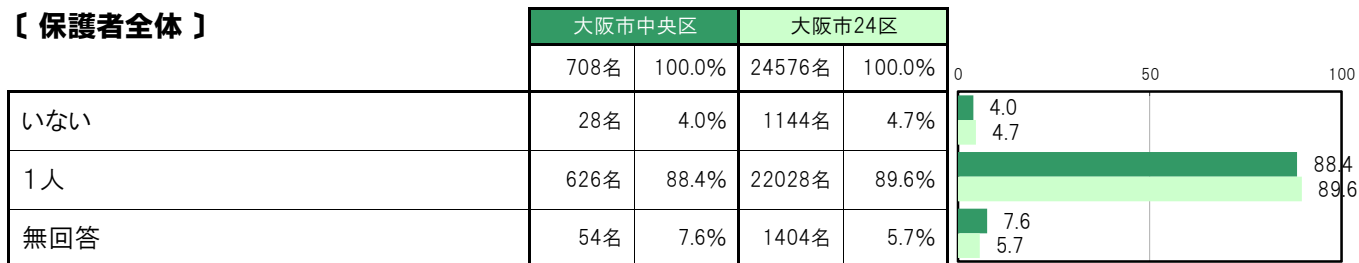 〔 保護者全体 〕
大阪市中央区 大阪市24区
708名 100.0% 24576名 100.0%
0 50 100
いない 28名 4.0% 1144名 4.7%
4.0
4.7
1人 626名 88.4% 22028名 89.6%
88.4
89.6
無回答 54名 7.6% 1404名 5.7%
7.6
5.7